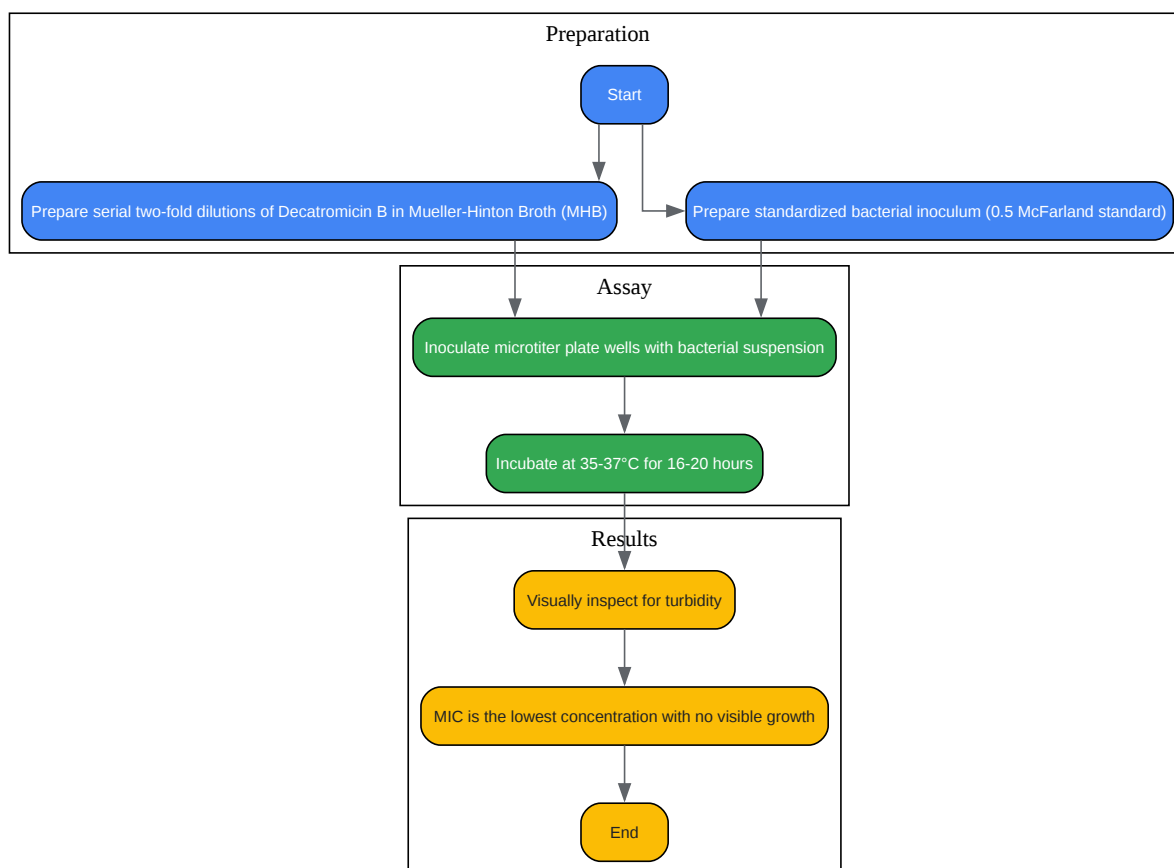 Preparation
Start
Prepare serial two-fold dilutions of Decatromicin B in Mueller-Hinton Broth (MHB)
Prepare standardized bacterial inoculum (0.5 McFarland standard)
Assay
Inoculate microtiter plate wells with bacterial suspension
Incubate at 35-37°C for 16-20 hours
Results
Visually inspect for turbidity
MIC is the lowest concentration with no visible growth
End